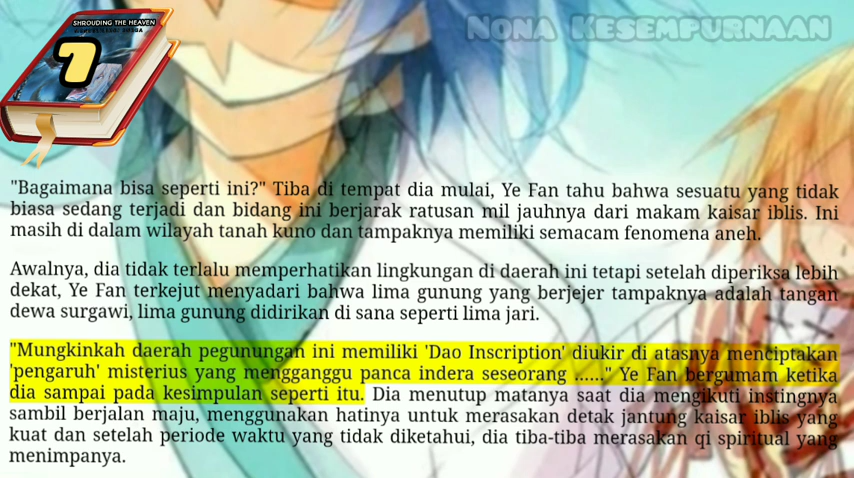 SHROUDING THE HEAVEN
7
NONA KESEMPURNAAN
"Bagaimana bisa seperti ini?" Tiba di tempat dia mulai, Ye Fan tahu bahwa sesuatu yang tidak
biasa sedang terjadi dan bidang ini berjarak ratusan mil jauhnya dari makam kaisar iblis. Ini
masih di dalam wilayah tanah kuno dan tampaknya memiliki semacam fenomena aneh.
Awalnya, dia tidak terlalu memperhatikan lingkungan di daerah ini tetapi setelah diperiksa lebih
dekat, Ye Fan terkejut menyadari bahwa lima gunung yang berjejer tampaknya adalah tangan
dewa surgawi, lima gunung didirikan di sana seperti lima jari.
"Mungkinkah daerah pegunungan ini memiliki 'Dao Inscription' diukir di atasnya menciptakan
'pengaruh' misterius yang mengganggu panca indera seseorang ......" Ye Fan bergumam ketika
dia sampai pada kesimpulan seperti itu. Dia menutup matanya saat dia mengikuti instingnya
sambil berjalan maju, menggunakan hatinya untuk merasakan detak jantung kaisar iblis yang
kuat dan setelah periode waktu yang tidak diketahui, dia tiba-tiba merasakan qi spiritual yang
menimpanya.